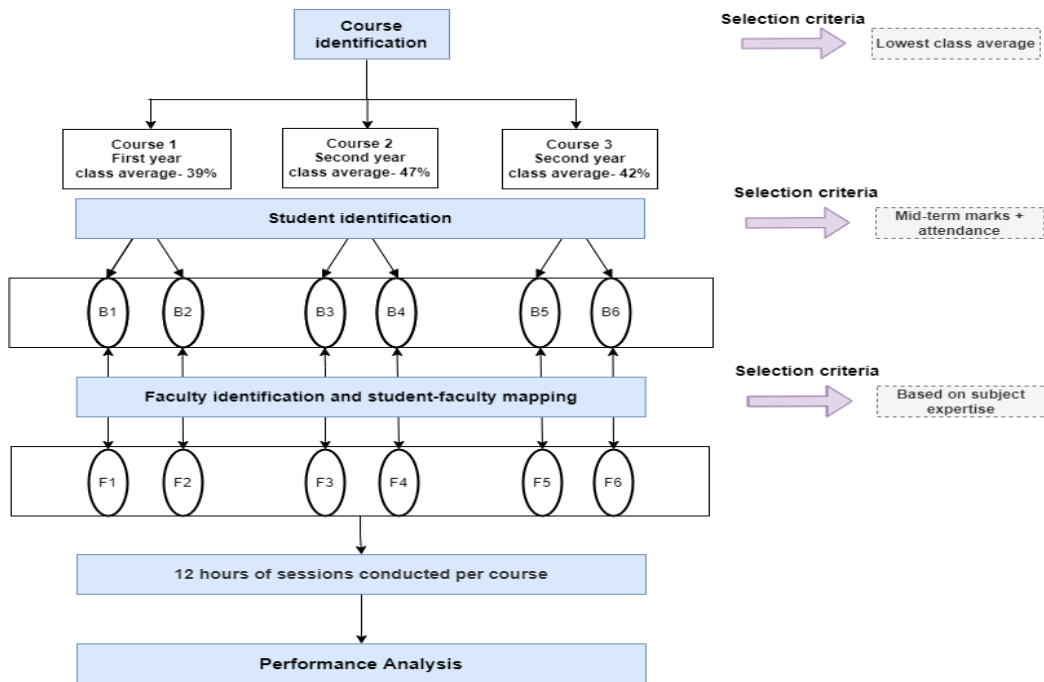 Course
identification
Selection criteria
Lowest class average
Course 1
First year
class average- 39%
Course 2
Second year
class average- 47%
Course 3
Second year
class average- 42%
Student identification
Selection criteria
Mid-term marks +
attendance
B1
B2
B3
B4
B5
B6
Faculty identification and student-faculty mapping
Selection criteria
Based on subject
expertise
F1
F2
F3
F4
F5
F6
12 hours of sessions conducted per course
Performance Analysis